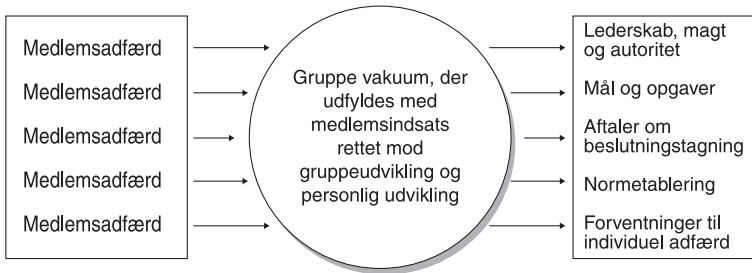 Medlemsadfærd
Medlemsadfærd
Medlemsadfærd
Medlemsadfærd
Medlemsadfærd
Gruppe vakuum, der
udfyldes med
medlemsindsats
rettet mod
gruppeudvikling og
personlig udvikling
Lederskab, magt
og autoritet
Mål og opgaver
Aftaler om
beslutningstagning
Normetablering
Forventninger til
individuel adfærd